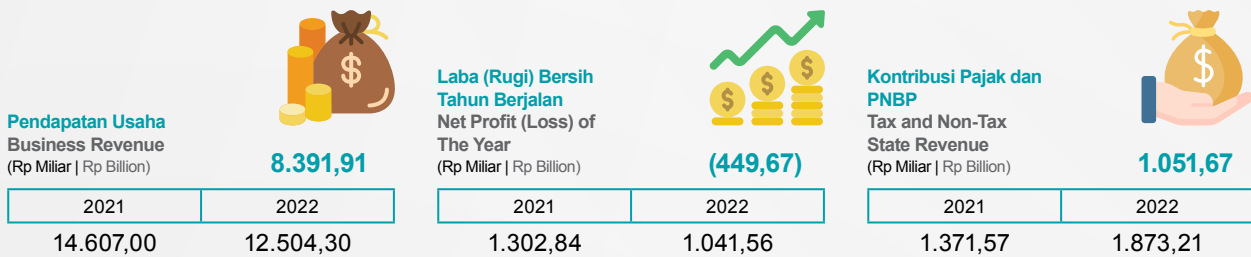 Pendapatan Usaha
Business Revenue
(Rp Miliar | Rp Billion)
8.391,91
2021 2022
14.607,00 12.504,30
Laba (Rugi) Bersih
Tahun Berjalan
Net Profit (Loss) of
The Year
(Rp Miliar | Rp Billion)
(449,67)
2021 2022
1.302,84 1.041,56
Kontribusi Pajak dan
PNBP
Tax and Non-Tax
State Revenue
(Rp Miliar | Rp Billion)
1.051,67
2021 2022
1.371,57 1.873,21